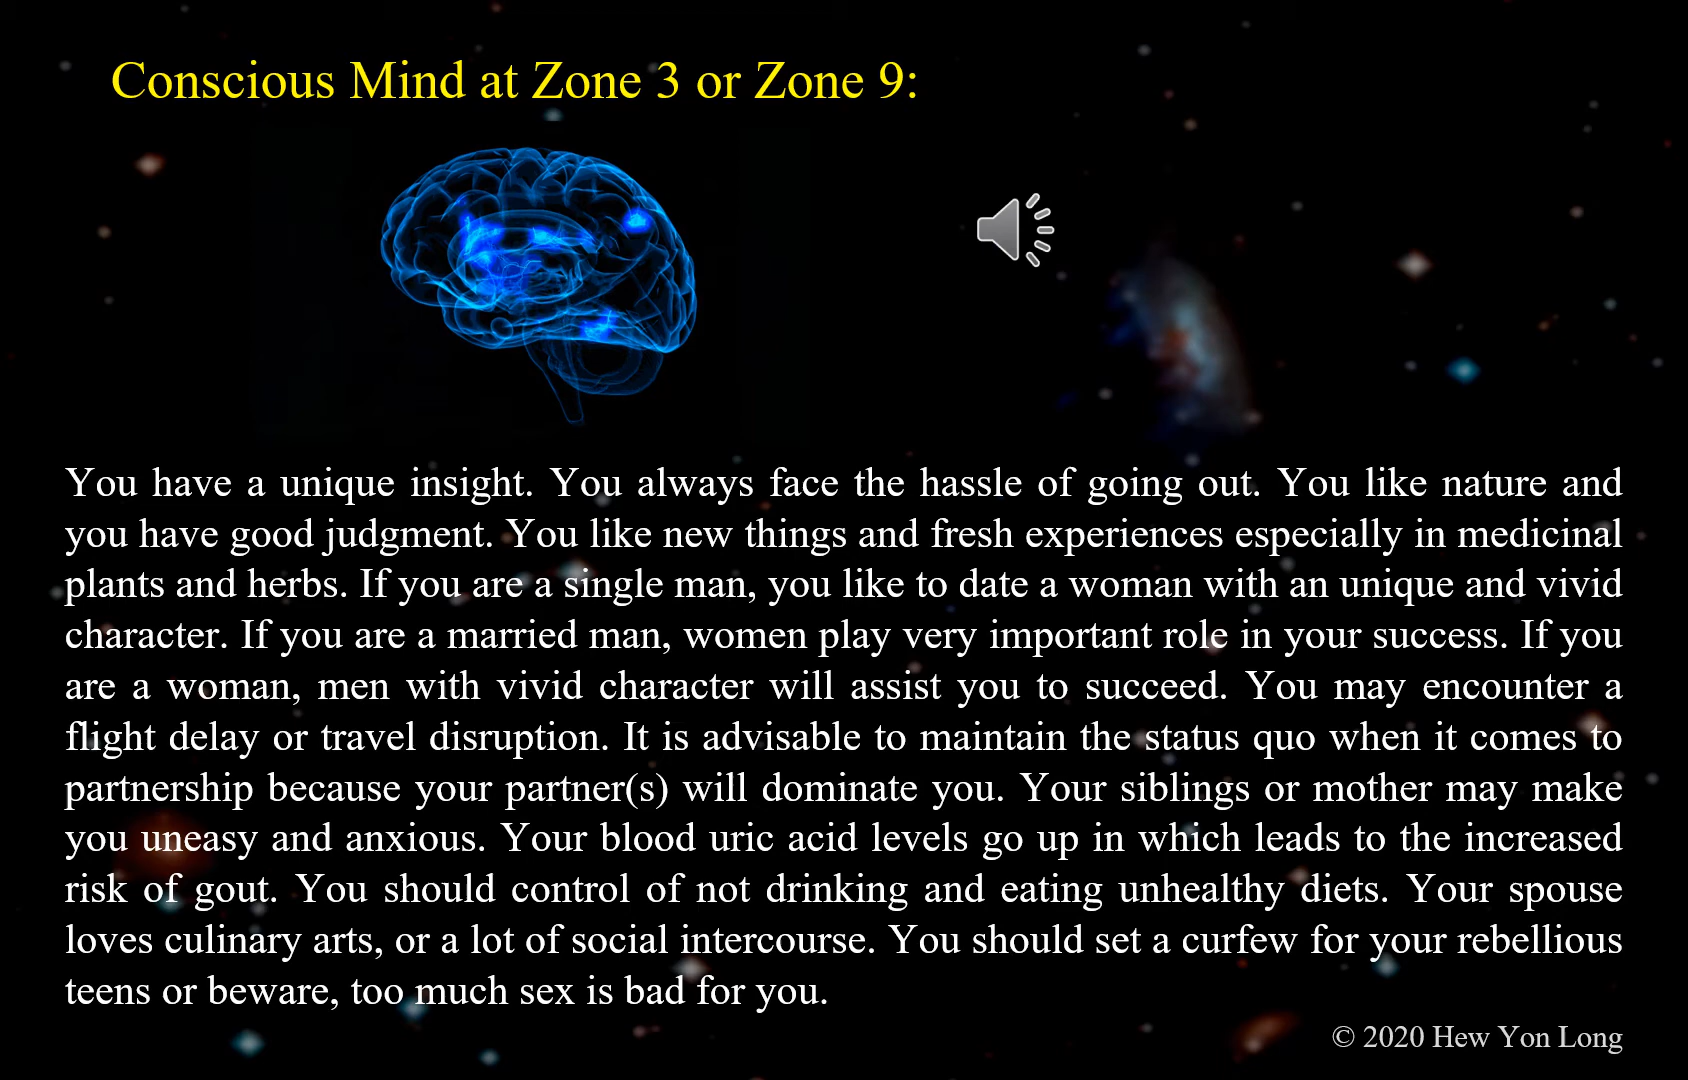 Conscious Mind at Zone 3 or Zone 9:
You have a unique insight. You always face the hassle of going out. You like nature and
you have good judgment. You like new things and fresh experiences especially in medicinal
plants and herbs. If you are a single man, you like to date a woman with an unique and vivid
character. If you are a married man, women play very important role in your success. If you
are a woman, men with vivid character will assist you to succeed. You may encounter a
flight delay or travel disruption. It is advisable to maintain the status quo when it comes to
partnership because your partner(s) will dominate you. Your siblings or mother may make
you uneasy and anxious. Your blood uric acid levels go up in which leads to the increased
risk of gout. You should control of not drinking and eating unhealthy diets. Your spouse
loves culinary arts, or a lot of social intercourse. You should set a curfew for your rebellious
teens or beware, too much sex is bad for you.
© 2020 Hew Yon Long